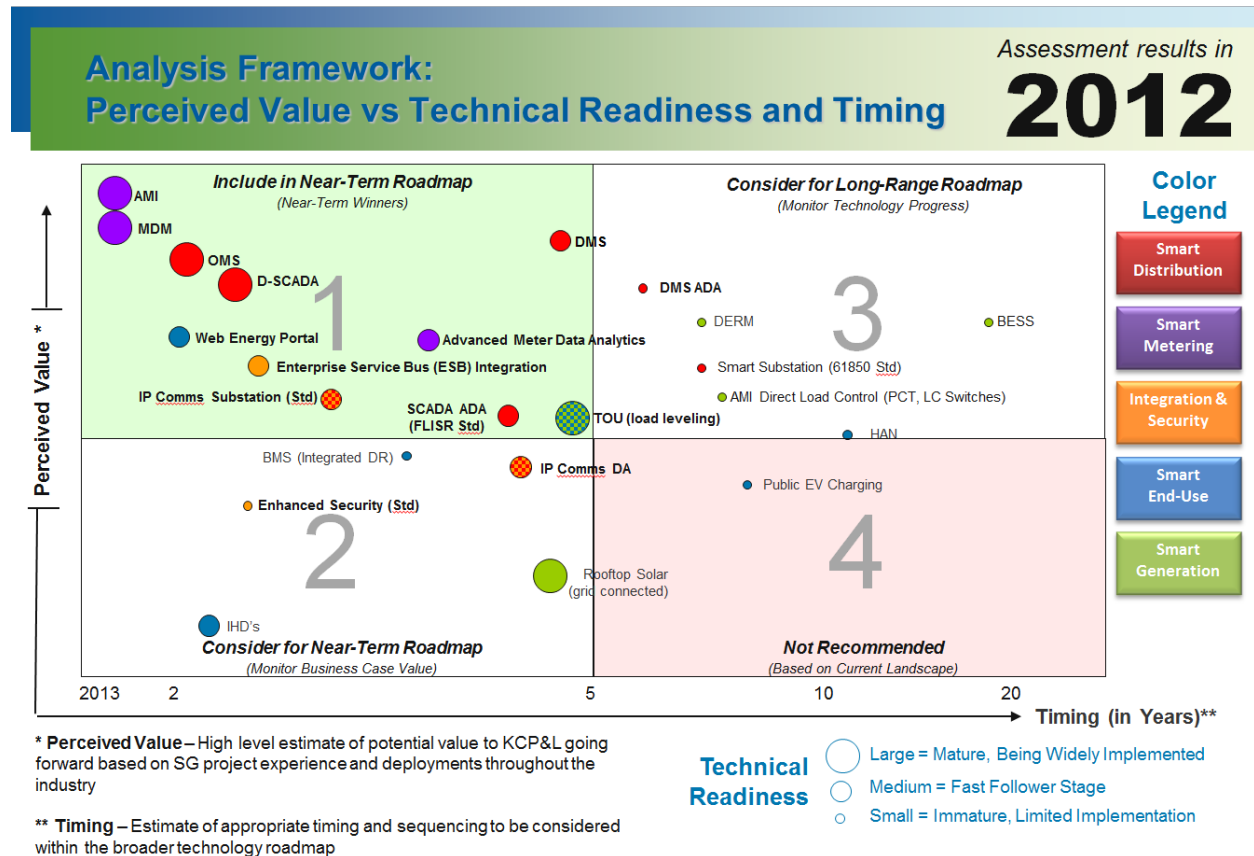 Analysis Framework:
Perceived Value vs Technical Readiness and Timing
Assessment results in
2012
Include in Near-Term Roadmap
(Near-Term Winners)
Consider for Long-Range Roadmap
(Monitor Technology Progress)
AMI
MDM
OMS
D-SCADA
DMS
1
Web Energy Portal
Advanced Meter Data Analytics
Enterprise Service Bus (ESB) Integration
IP Comms Substation (Std)
SCADA ADA
(FLISR Std)
TOU (load leveling)
DMS ADA
3
DERM
BESS
Smart Substation (61850 Std)
AMI Direct Load Control (PCT, LC Switches)
HAN
BMS (Integrated DR)
IP Comms DA
Enhanced Security (Std)
2
Rooftop Solar
(grid connected)
IHD's
Consider for Near-Term Roadmap
(Monitor Business Case Value)
Public EV Charging
4
Not Recommended
(Based on Current Landscape)
Perceived Value *
2013
2
5
10
20
Timing (in Years)**
Color
Legend
Smart
Distribution
Smart
Metering
Integration &
Security
Smart
End-Use
Smart
Generation
* Perceived Value – High level estimate of potential value to KCP&L going
forward based on SG project experience and deployments throughout the
industry
** Timing – Estimate of appropriate timing and sequencing to be considered
within the broader technology roadmap
Technical
Readiness
Large = Mature, Being Widely Implemented
Medium = Fast Follower Stage
Small = Immature, Limited Implementation